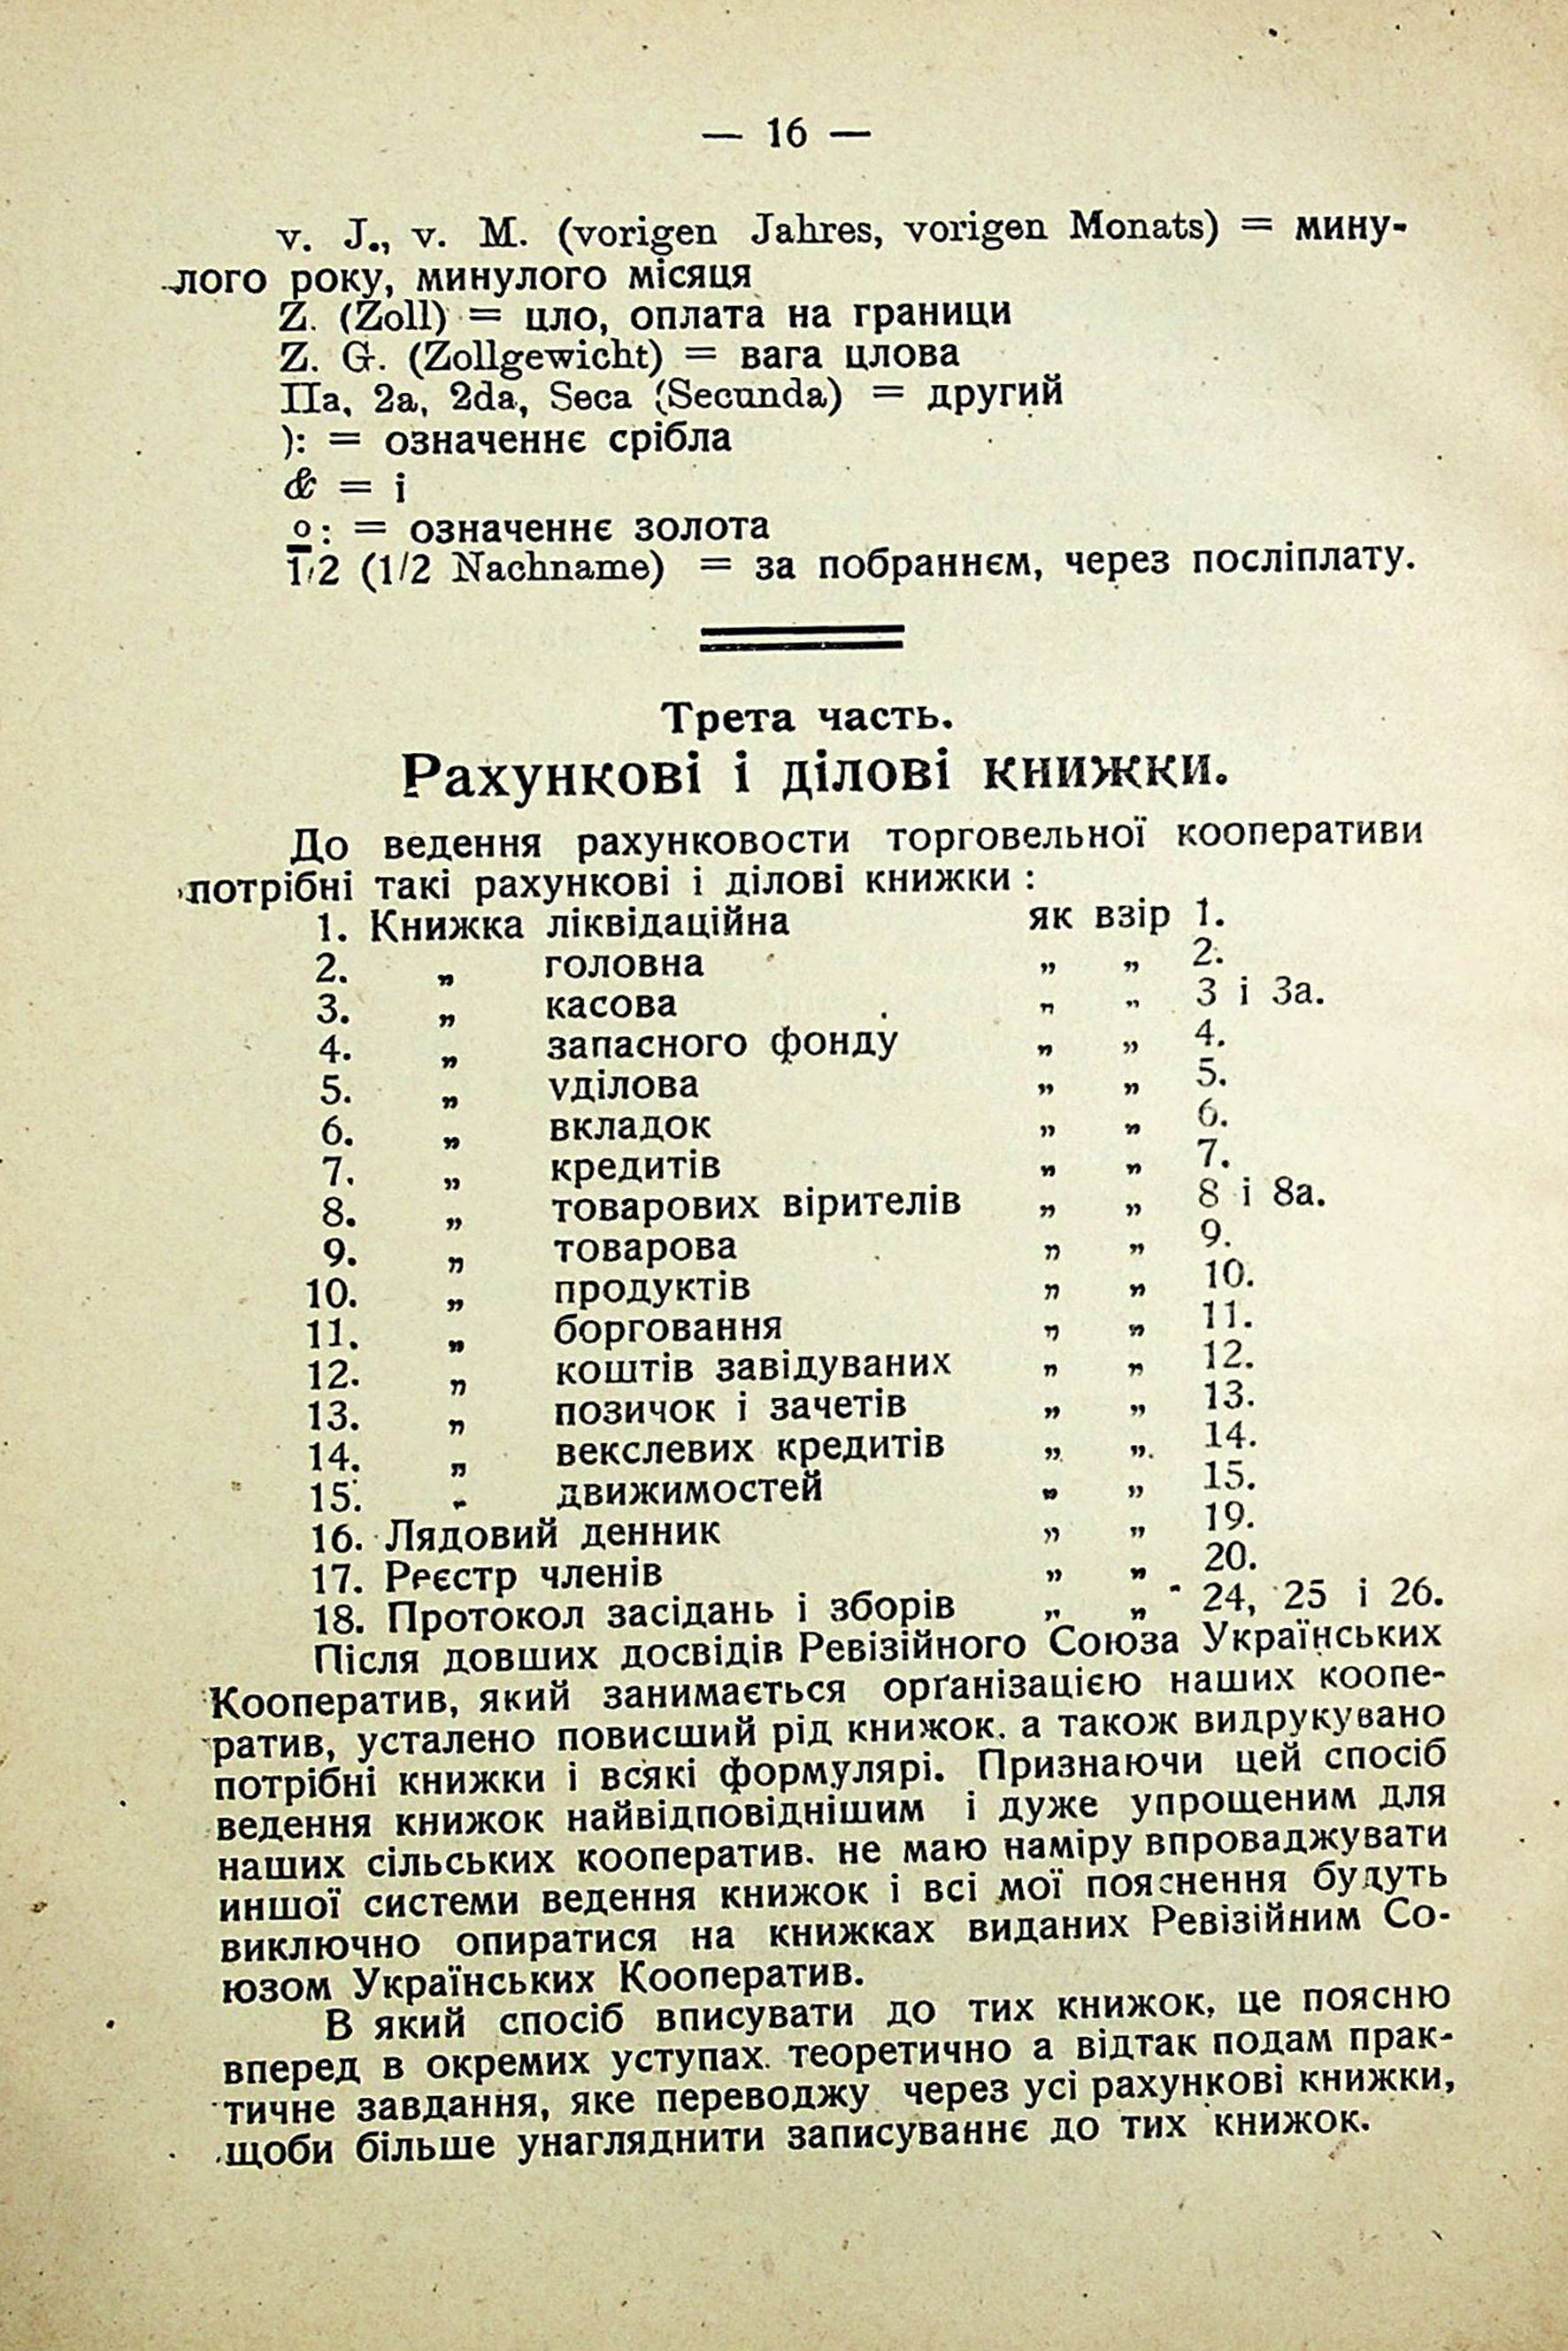 — 16 —
v. J., v. M. (vorigen Jahres, vorigen Monats) = мину-
лого року, минулого місяця
Z. (Zoll) = цло, оплата на граници
Z. G. (Zollgewicht) = вага цлова
IIa, 2a, 2da, Seca (Secunda) = другий
): = означеннє срібла
& = і
o: = означеннє золота
1/2 (1/2 Nachname) = за побраннєм, через посліплату.
Трета часть.
Рахункові і ділові книжки.
До ведення рахунковости торговельної кооперативи
потрібні такі рахункові і ділові книжки :
1. Книжка ліквідаційна як взір 1.
2. „ головна „ „ 2.
3. „ касова „ „ 3 і 3а.
4. „ запасного фонду „ „ 4.
5. „ уділова „ „ 5.
6. „ вкладок „ „ 6.
7. „ кредитів „ „ 7.
8. „ товарових вірителів „ „ 8 і 8а.
9. „ товарова „ „ 9.
10. „ продуктів „ „ 10.
11. „ боргованння „ „ 11.
12. „ коштів завідуваних „ „ 12.
13. „ позичок і зачетів „ „ 13.
14. „ векслевих кредитів „ „ 14.
15. „ движимостей „ „ 15.
16. Лядовий денник „ „ 19.
17. Реєстр членів „ „ 20.
18. Протокол засідань і зборів „ „ 24, 25 і 26.
Після довших досвідів Ревізійного Союза Українських
Кооператив, який занимається орґанізацією наших коопе-
ратив, усталено повисший рід книжок. а також видрукувано
потрібні книжки і всякі формулярі. Признаючи цей спосіб
ведення книжок найвідповіднішим і дуже упрощеним для
наших сільських кооператив. не маю наміру впроваджувати
иншої системи ведення книжок і всі мої пояснення будуть
виключно опиратися на книжках виданих Ревізійним Со-
юзом Українських Кооператив.
В який спосіб вписувати до тих книжок, це поясню
вперед в окремих уступах. теоретично а відтак подам прак-
тичне завдання, яке переводжу через усі рахункові книжки,
щоби більше унагляднити записуваннє до тих книжок.